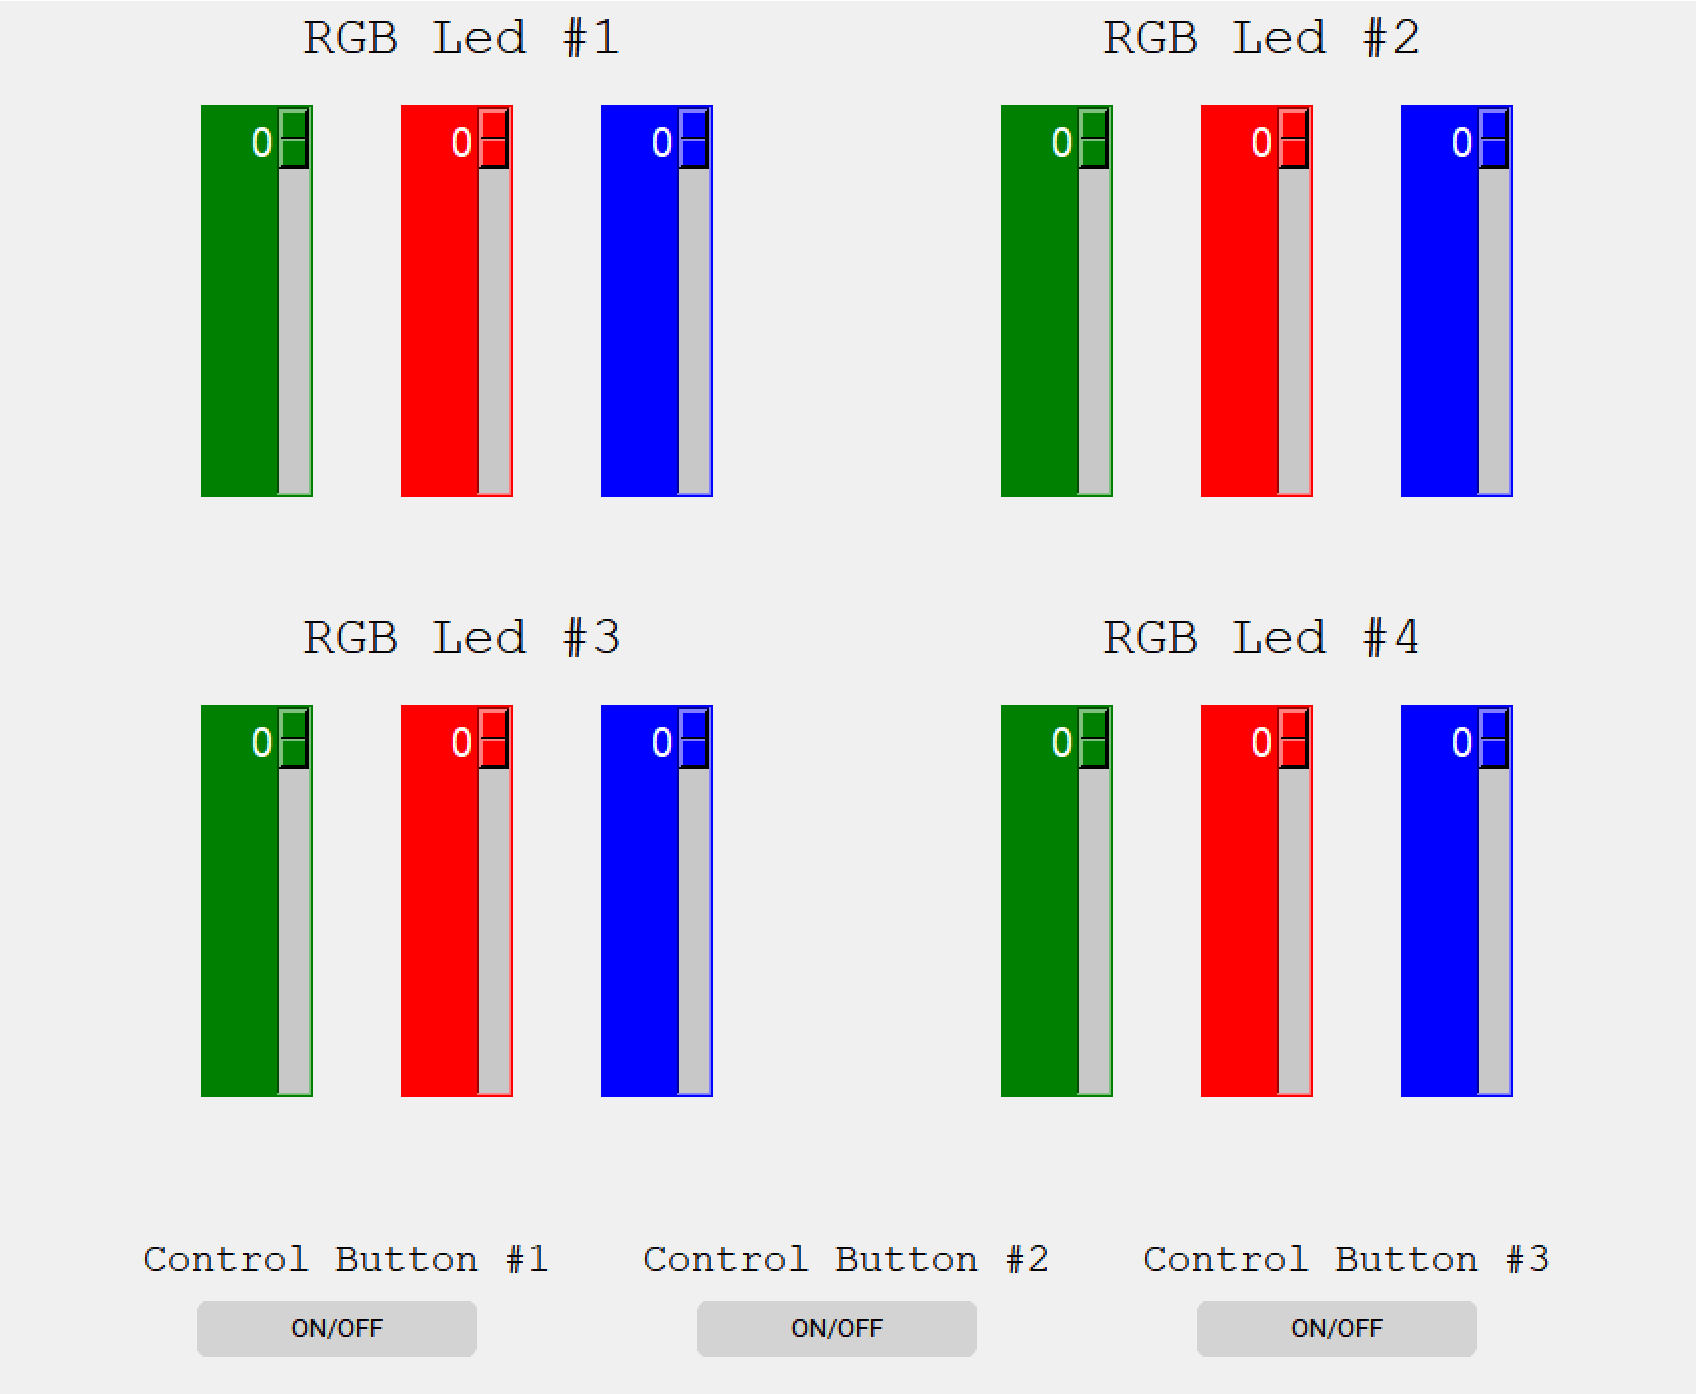 RGB Led #1 RGB Led #2
0 0 0 0 0 0
RGB Led #3 RGB Led #4
0 0 0 0 0 0
Control Button #1 Control Button #2 Control Button #3
ON/OFF ON/OFF ON/OFF